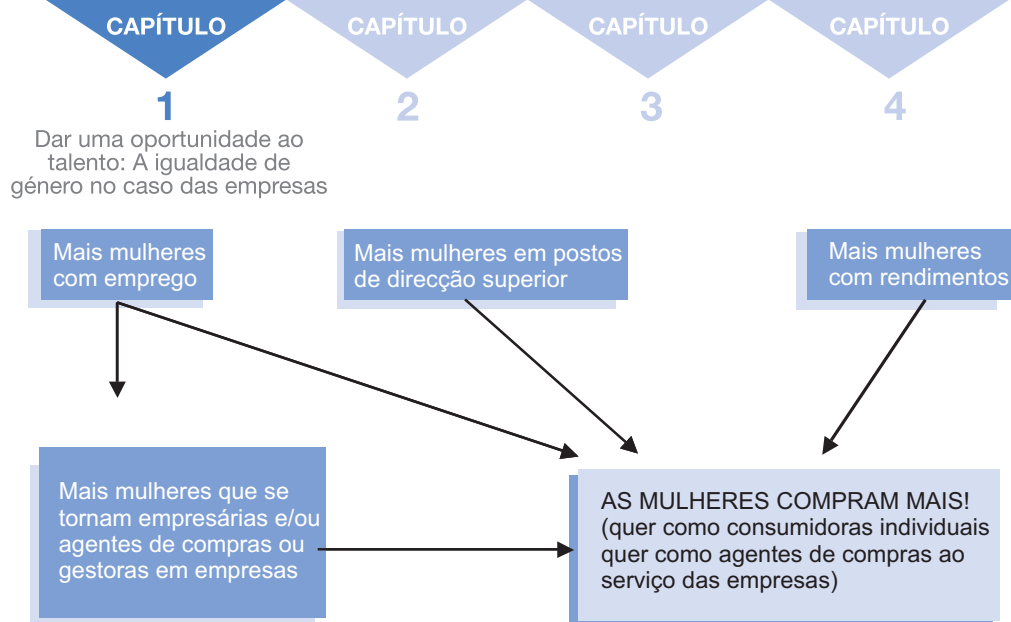 CAPÍTULO
CAPÍTULO
CAPÍTULO
CAPÍTULO
1
2
3
4
Dar uma oportunidade ao
talento: A igualdade de
género no caso das empresas
Mais mulheres
com emprego
Mais mulheres em postos
de direcção superior
Mais mulheres
com rendimentos
Mais mulheres que se
tornam empresárias e/ou
agentes de compras ou
gestoras em empresas
AS MULHERES COMPRAM MAIS!
(quer como consumidoras individuais
quer como agentes de compras ao
serviço das empresas)